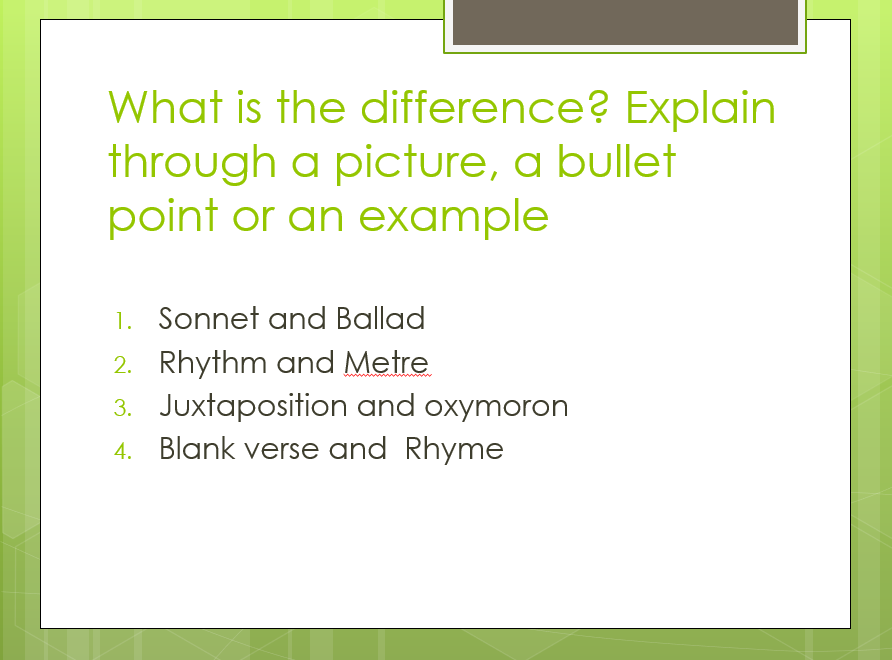 What is the difference? Explain
through a picture, a bullet
point or an example
1. Sonnet and Ballad
2. Rhythm and Metre
3. Juxtaposition and oxymoron
4. Blank verse and  Rhyme